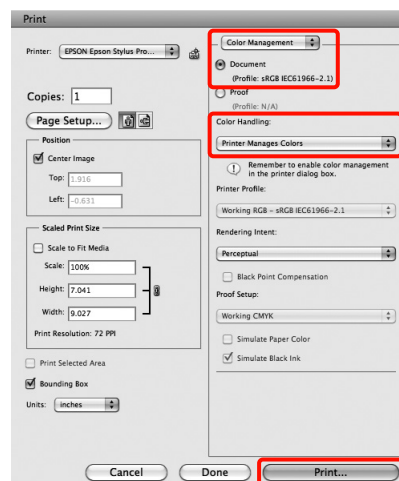 Print
Printer: EPSON Epson Stylus Pro...
Copies: 1
Page Setup...
Position
Center Image
Top: 1.916
Left: -0.631
Scaled Print Size
Scale to Fit Media
Scale: 100%
Height: 7.041
Width: 9.027
Print Resolution: 72 PPI
Print Selected Area
Bounding Box
Units: inches
Color Management
Document
(Profile: sRGB IEC61966-2.1)
Proof
(Profile: N/A)
Color Handling:
Printer Manages Colors
Remember to enable color management
in the printer dialog box.
Printer Profile:
Working RGB - sRGB IEC61966-2.1
Rendering Intent:
Perceptual
Black Point Compensation
Proof Setup:
Working CMYK
Simulate Paper Color
Simulate Black Ink
Cancel
Done
Print...